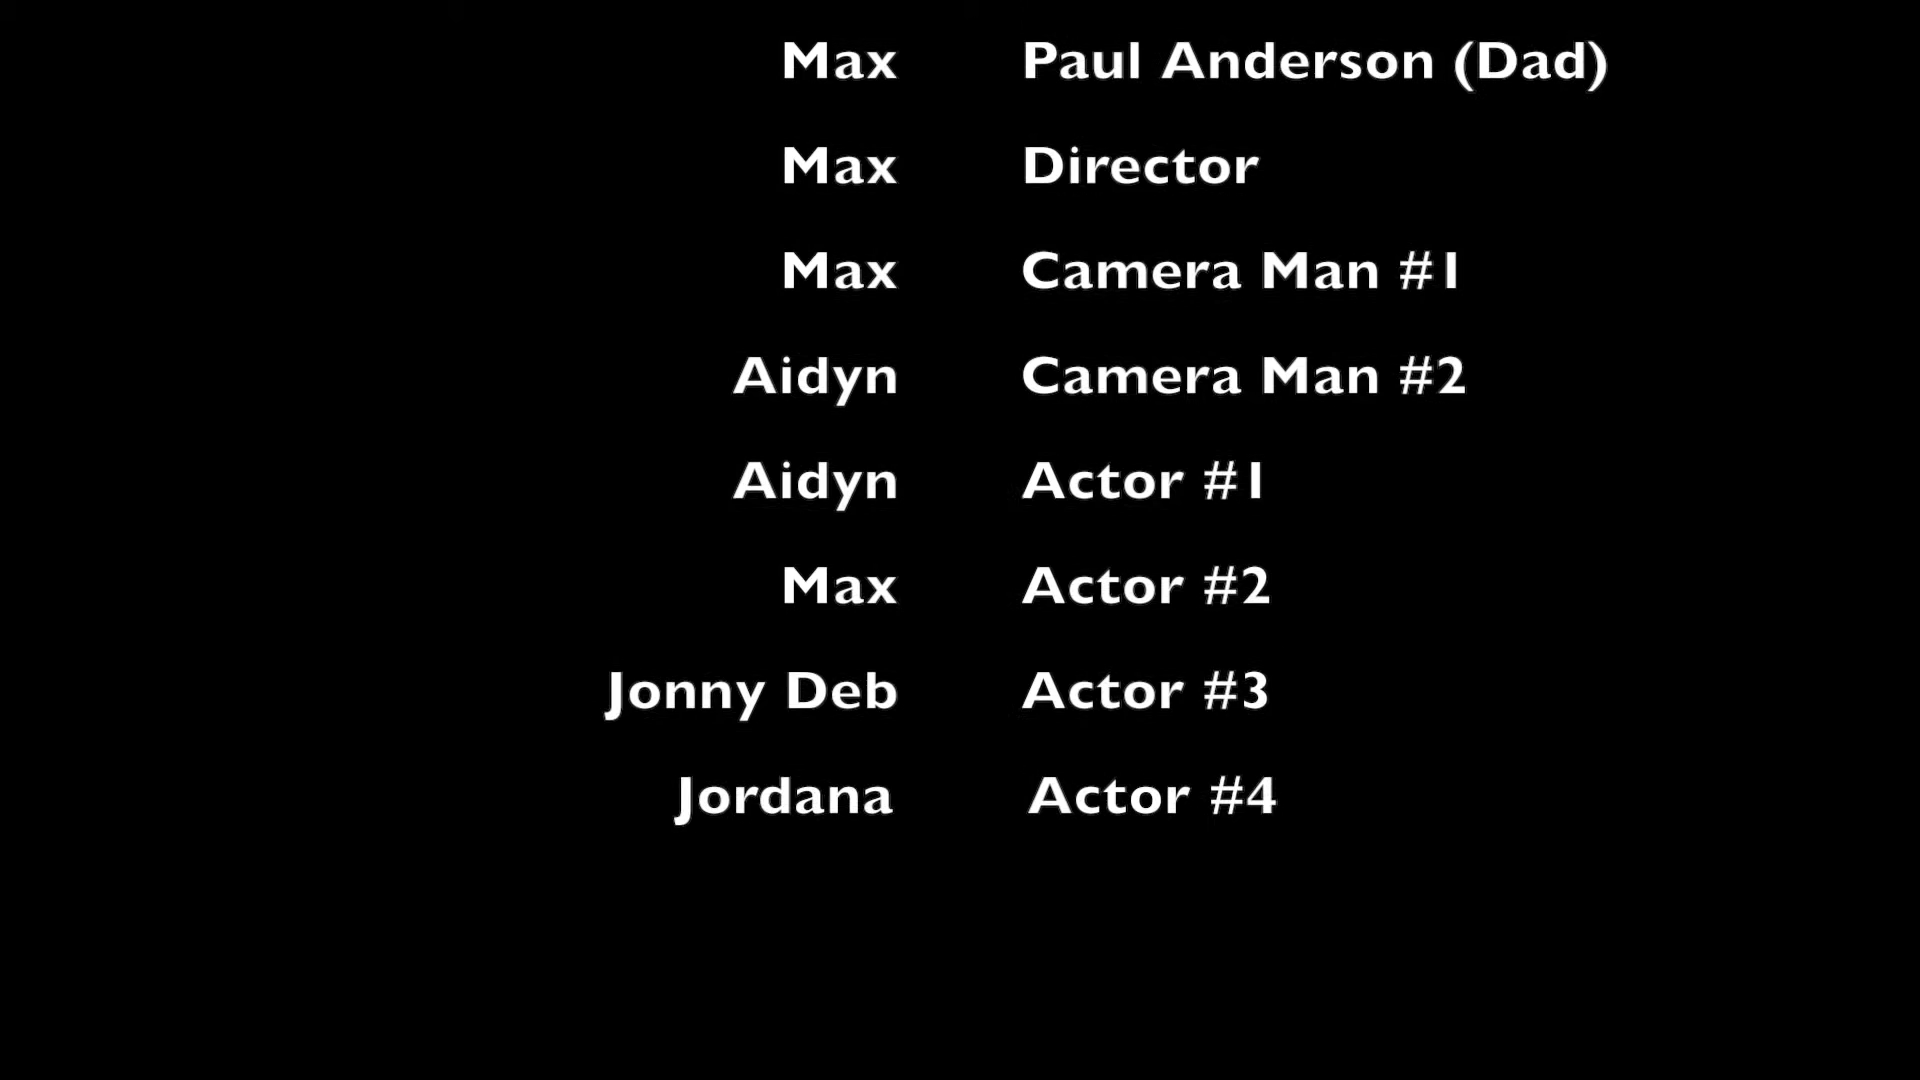 Max Paul Anderson (Dad)
Max Director
Max Camera Man #1
Aidyn Camera Man #2
Aidyn Actor #1
Max Actor #2
Jonny Deb Actor #3
Jordana Actor #4